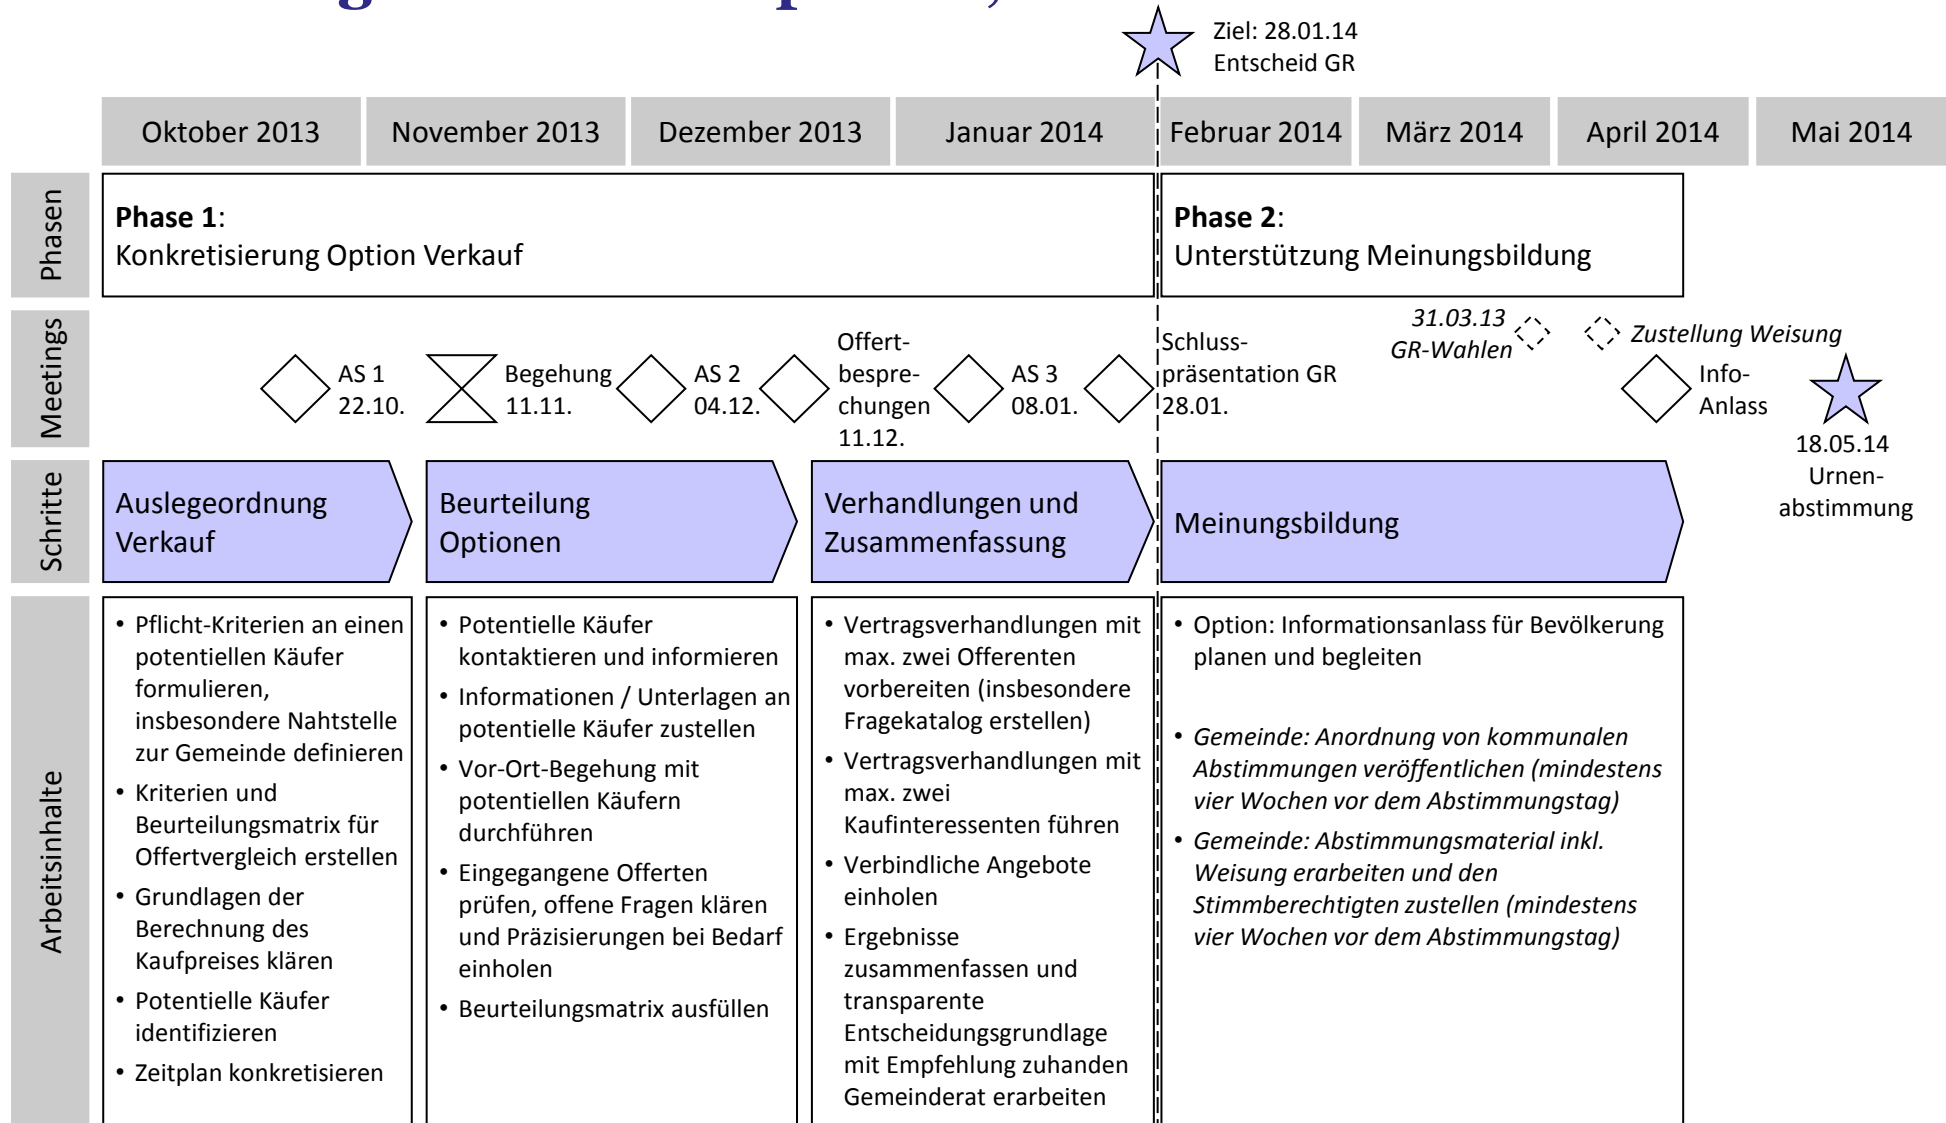 Ziel: 28.01.14
Entscheid GR
Oktober 2013
November 2013
Dezember 2013
Januar 2014
Februar 2014
März 2014
April 2014
Mai 2014
Phasen
Phase 1:
Konkretisierung Option Verkauf
Phase 2:
Unterstützung Meinungsbildung
Meetings
AS 1
22.10.
Begehung
11.11.
AS 2
04.12.
Offert-
bespre-
chungen
11.12.
AS 3
08.01.
Schluss-
präsentation GR
28.01.
31.03.13
GR-Wahlen
Zustellung Weisung
Info-
Anlass
18.05.14
Urnen-
abstimmung
Schritte
Auslegeordnung
Verkauf
Beurteilung
Optionen
Verhandlungen und
Zusammenfassung
Meinungsbildung
Arbeitsinhalte
• Pflicht-Kriterien an einen
potentiellen Käufer
formulieren,
insbesondere Nahtstelle
zur Gemeinde definieren
• Kriterien und
Beurteilungsmatrix für
Offertvergleich erstellen
• Grundlagen der
Berechnung des
Kaufpreises klären
• Potentielle Käufer
identifizieren
• Zeitplan konkretisieren
• Potentielle Käufer
kontaktieren und informieren
• Informationen / Unterlagen an
potentielle Käufer zustellen
• Vor-Ort-Begehung mit
potentiellen Käufern
durchführen
• Eingegangene Offerten
prüfen, offene Fragen klären
und Präzisierungen bei Bedarf
einholen
• Beurteilungsmatrix ausfüllen
• Vertragsverhandlungen mit
max. zwei Offerenten
vorbereiten (insbesondere
Fragekatalog erstellen)
• Vertragsverhandlungen mit
max. zwei
Kaufinteressenten führen
• Verbindliche Angebote
einholen
• Ergebnisse
zusammenfassen und
transparente
Entscheidungsgrundlage
mit Empfehlung zuhanden
Gemeinderat erarbeiten
• Option: Informationsanlass für Bevölkerung
planen und begleiten
• Gemeinde: Anordnung von kommunalen
Abstimmungen veröffentlichen (mindestens
vier Wochen vor dem Abstimmungstag)
• Gemeinde: Abstimmungsmaterial inkl.
Weisung erarbeiten und den
Stimmberechtigten zustellen (mindestens
vier Wochen vor dem Abstimmungstag)